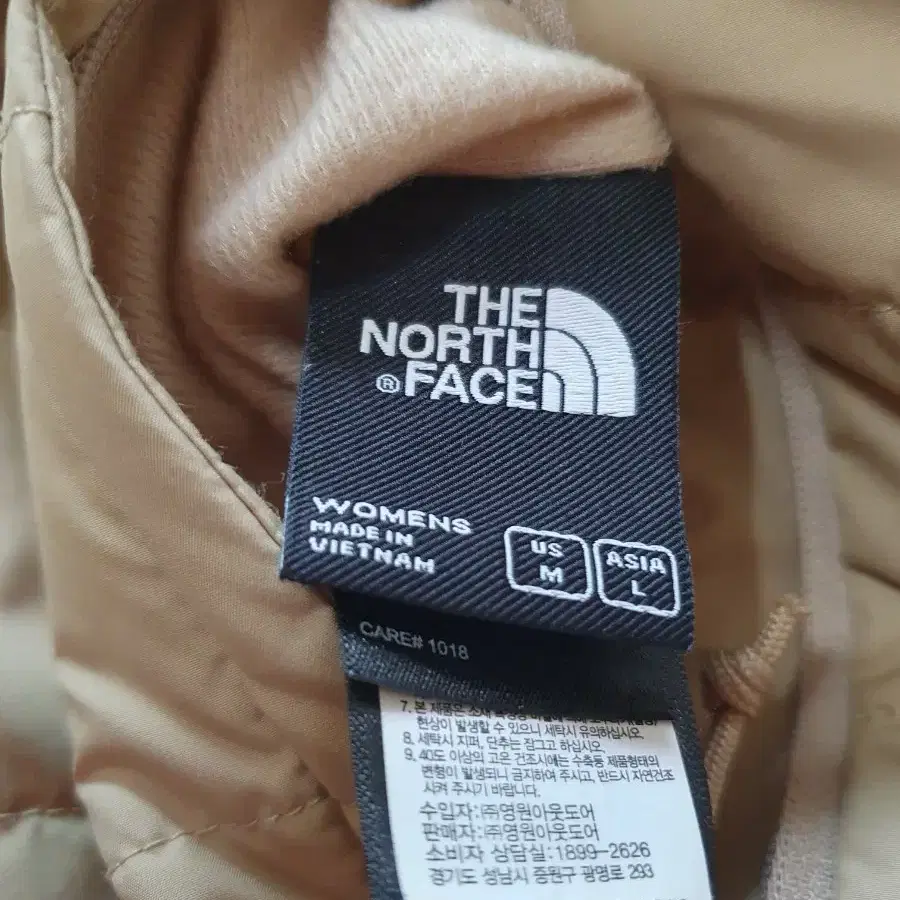 THE
NORTH
® FACE
WOMENS
MADE IN
VIETNAM
US
M
ASIA
L
CARE# 1018
7. 본 제품은
현상이 발생할 수 있으니 세탁시 유의하십시오.
8. 세탁시 지퍼, 단추는 잠그고 하십시오.
9. 40도 이상의 고온 건조시에는 수축등 제품형태의
변형이 발생되니 금지하여 주시고, 반드시 자연건조
시켜 주시기 바랍니다.
수입자:㈜영원아웃도어
판매자:㈜영원아웃도어
소비자 상담실:1899-2626
경기도 성남시 중원구 광명로 293